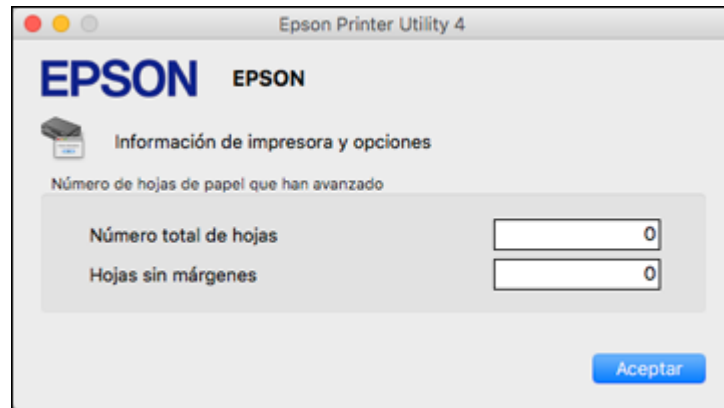 Epson Printer Utility 4
EPSON EPSON
Información de impresora y opciones
Número de hojas de papel que han avanzado
Número total de hojas 0
Hojas sin márgenes 0
Aceptar